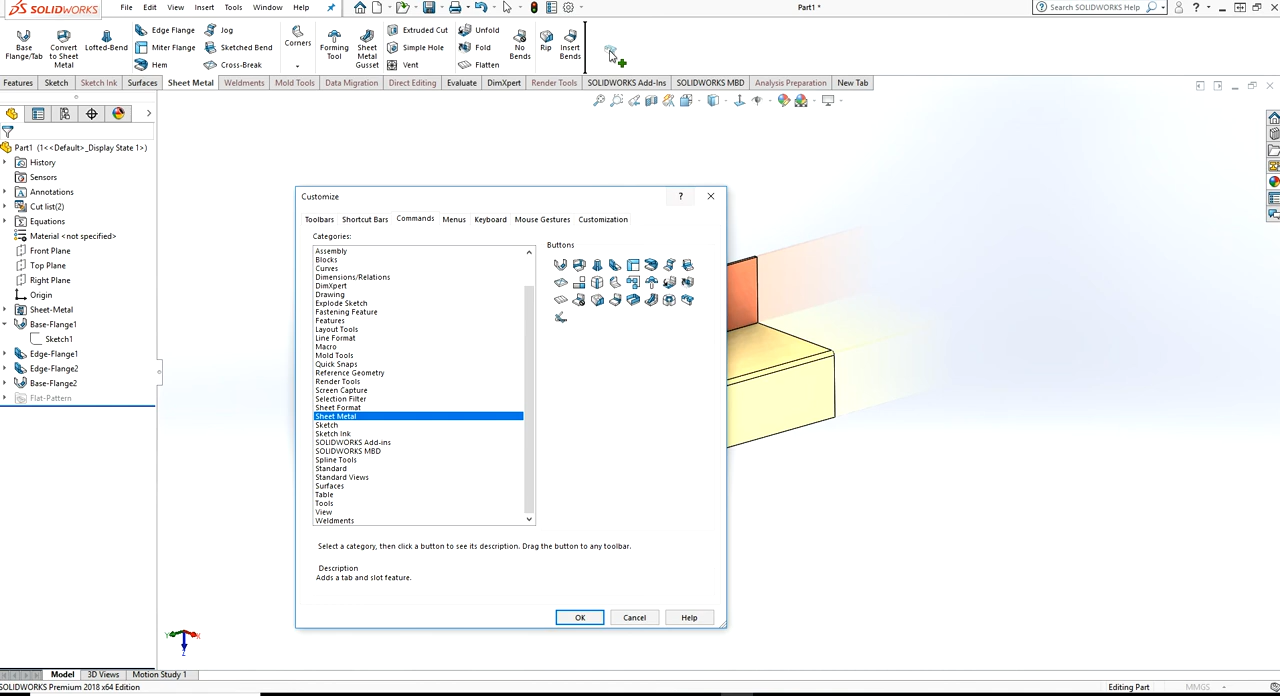 SOLIDWORKS File Edit View Insert Tools Window Help Part1 * Search SOLIDWORKS Help ?
Base Flange/Tab
Convert to Sheet Metal
Lofted-Bend
Edge Flange
Miter Flange
Hem
Jog
Sketched Bend
Cross-Break
Corners
Forming Tool
Sheet Metal Gusset
Extruded Cut
Simple Hole
Vent
Unfold
Fold
Flatten
No Bends
Rip
Insert Bends
Features Sketch Sketch Ink Surfaces Sheet Metal Weldments Mold Tools Data Migration Direct Editing Evaluate DimXpert Render Tools SOLIDWORKS Add-Ins SOLIDWORKS MBD Analysis Preparation New Tab
Part1 (1<<Default>_Display State 1>)
History
Sensors
Annotations
Cut list(2)
Equations
Material <not specified>
Front Plane
Top Plane
Right Plane
Origin
Sheet-Metal
Base-Flange1
Sketch1
Edge-Flange1
Edge-Flange2
Base-Flange2
Flat-Pattern
Customize ?
Toolbars Shortcut Bars Commands Menus Keyboard Mouse Gestures Customization
Categories:
Buttons
Assembly
Blocks
Curves
Dimensions/Relations
DimXpert
Drawing
Explode Sketch
Fastening Feature
Features
Layout Tools
Line Format
Macro
Mold Tools
Quick Snaps
Reference Geometry
Render Tools
Screen Capture
Selection Filter
Sheet Format
Sheet Metal
Sketch
Sketch Ink
SOLIDWORKS Add-ins
SOLIDWORKS MBD
Spline Tools
Standard
Standard Views
Surfaces
Table
Tools
View
Weldments
Select a category, then click a button to see its description. Drag the button to any toolbar.
Description
Adds a tab and slot feature.
OK Cancel Help
Y X
Z
Model 3D Views Motion Study 1
SOLIDWORKS Premium 2018 x64 Edition Editing Part MMGS